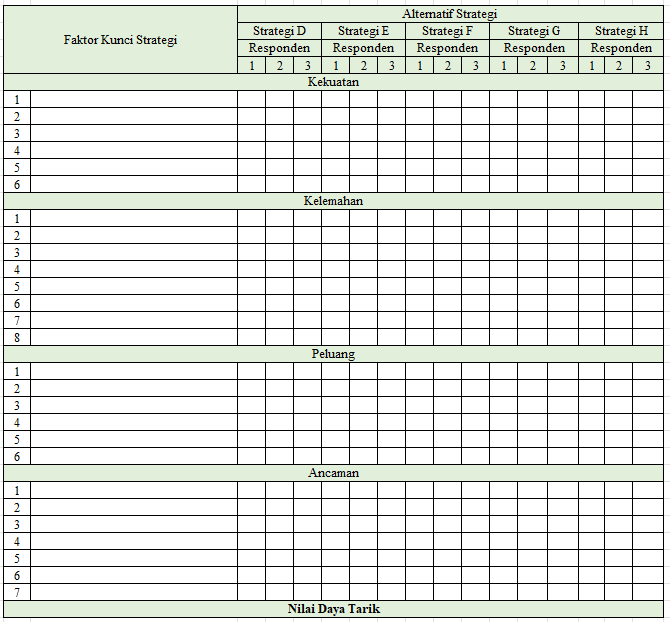 Faktor Kunci Strategi
Alternatif Strategi
Strategi D Strategi E Strategi F Strategi G Strategi H
Responden Responden Responden Responden Responden
1 2 3 1 2 3 1 2 3 1 2 3 1 2 3
Kekuatan
1
2
3
4
5
6
Kelemahan
1
2
3
4
5
6
7
8
Peluang
1
2
3
4
5
6
Ancaman
1
2
3
4
5
6
7
Nilai Daya Tarik